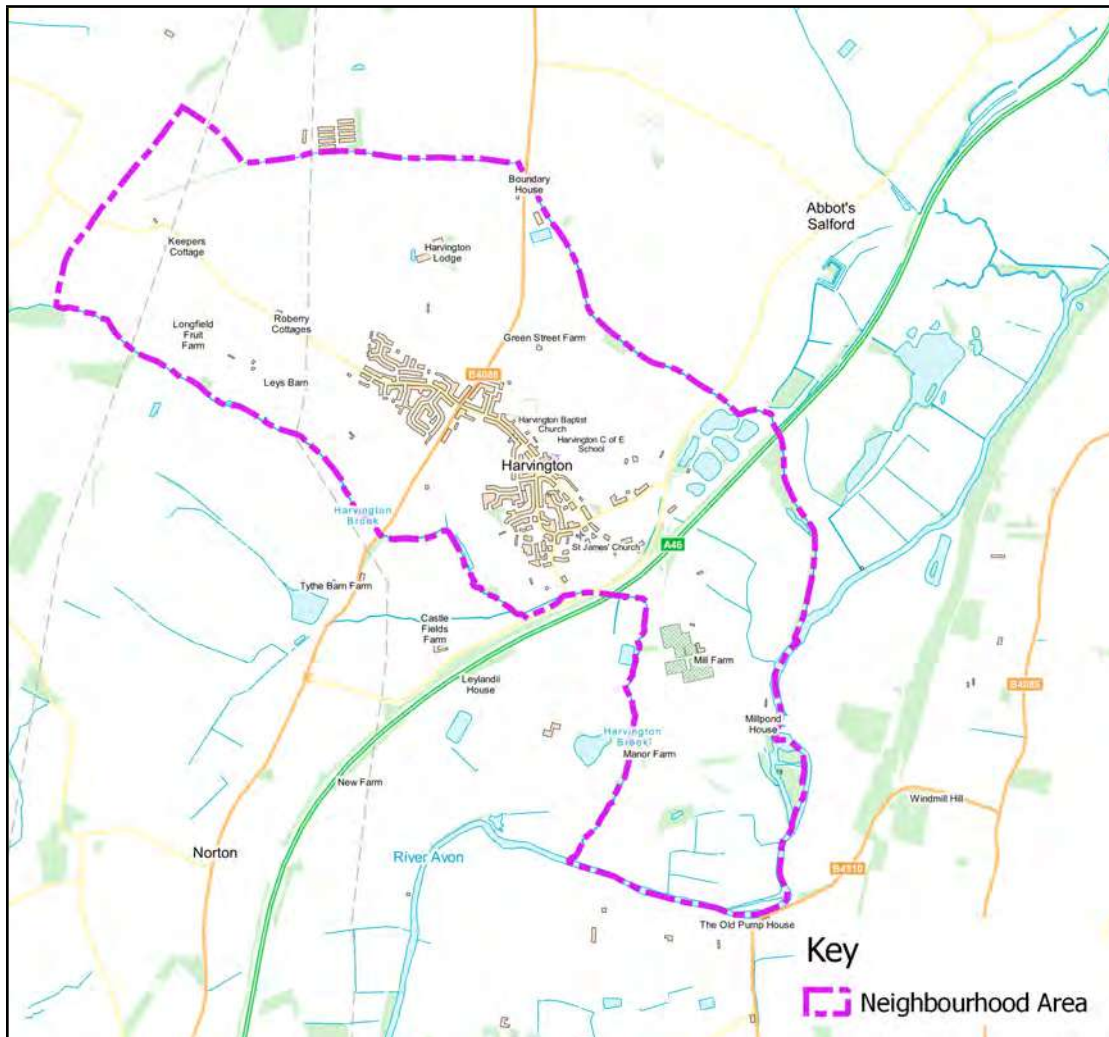 Boundary
House
Abbot's
Salford
Keepers
Cottage
Harvington
Lodge
Roberry
Cottages
Longfield
Fruit
Farm
Green Street Farm
B4088
Leys Barn
Harvington Baptist
Church
Harvington C of E
School
Harvington
Harvington
Brook
St James' Church
A46
Tythe Barn Farm
Castle
Fields
Farm
Mill Farm
Leylandii
House
B4085
Millpond
House
Harvington
Brook
Manor Farm
New Farm
Windmill Hill
Norton
River Avon
B4510
The Old Pump House
Key
Neighbourhood Area